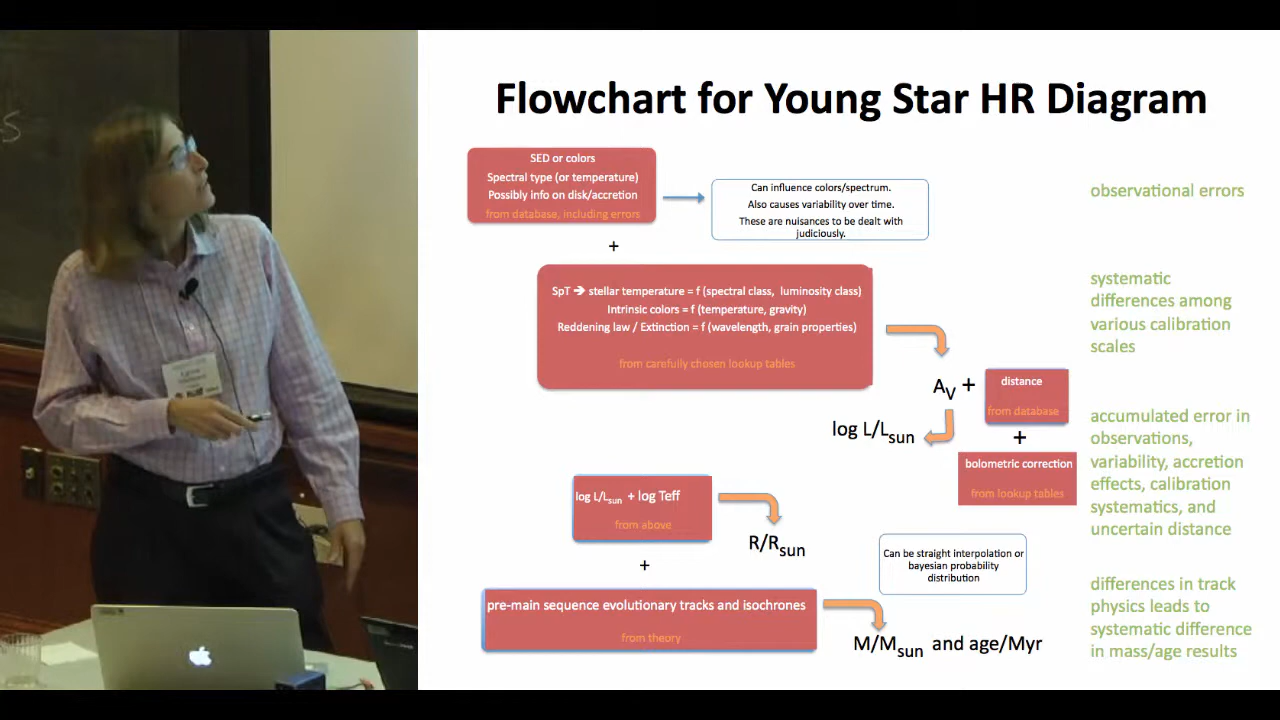 S
Flowchart for Young Star HR Diagram
SED or colors
Spectral type (or temperature)
Possibly info on disk/accretion
from database, including errors
Can influence colors/spectrum.
Also causes variability over time.
These are nuisances to be dealt with
judiciously.
observational errors
+
SpT → stellar temperature = f (spectral class, luminosity class)
Intrinsic colors = f (temperature, gravity)
Reddening law / Extinction = f (wavelength, grain properties)
from carefully chosen lookup tables
systematic
differences among
various calibration
scales
A_V +
distance
from database
log L/L_sun
+
bolometric correction
from lookup tables
accumulated error in
observations,
variability, accretion
effects, calibration
systematics, and
uncertain distance
log L/L_sun + log Teff
from above
R/R_sun
+
Can be straight interpolation or
bayesian probability
distribution
pre-main sequence evolutionary tracks and isochrones
from theory
M/M_sun and age/Myr
differences in track
physics leads to
systematic difference
in mass/age results